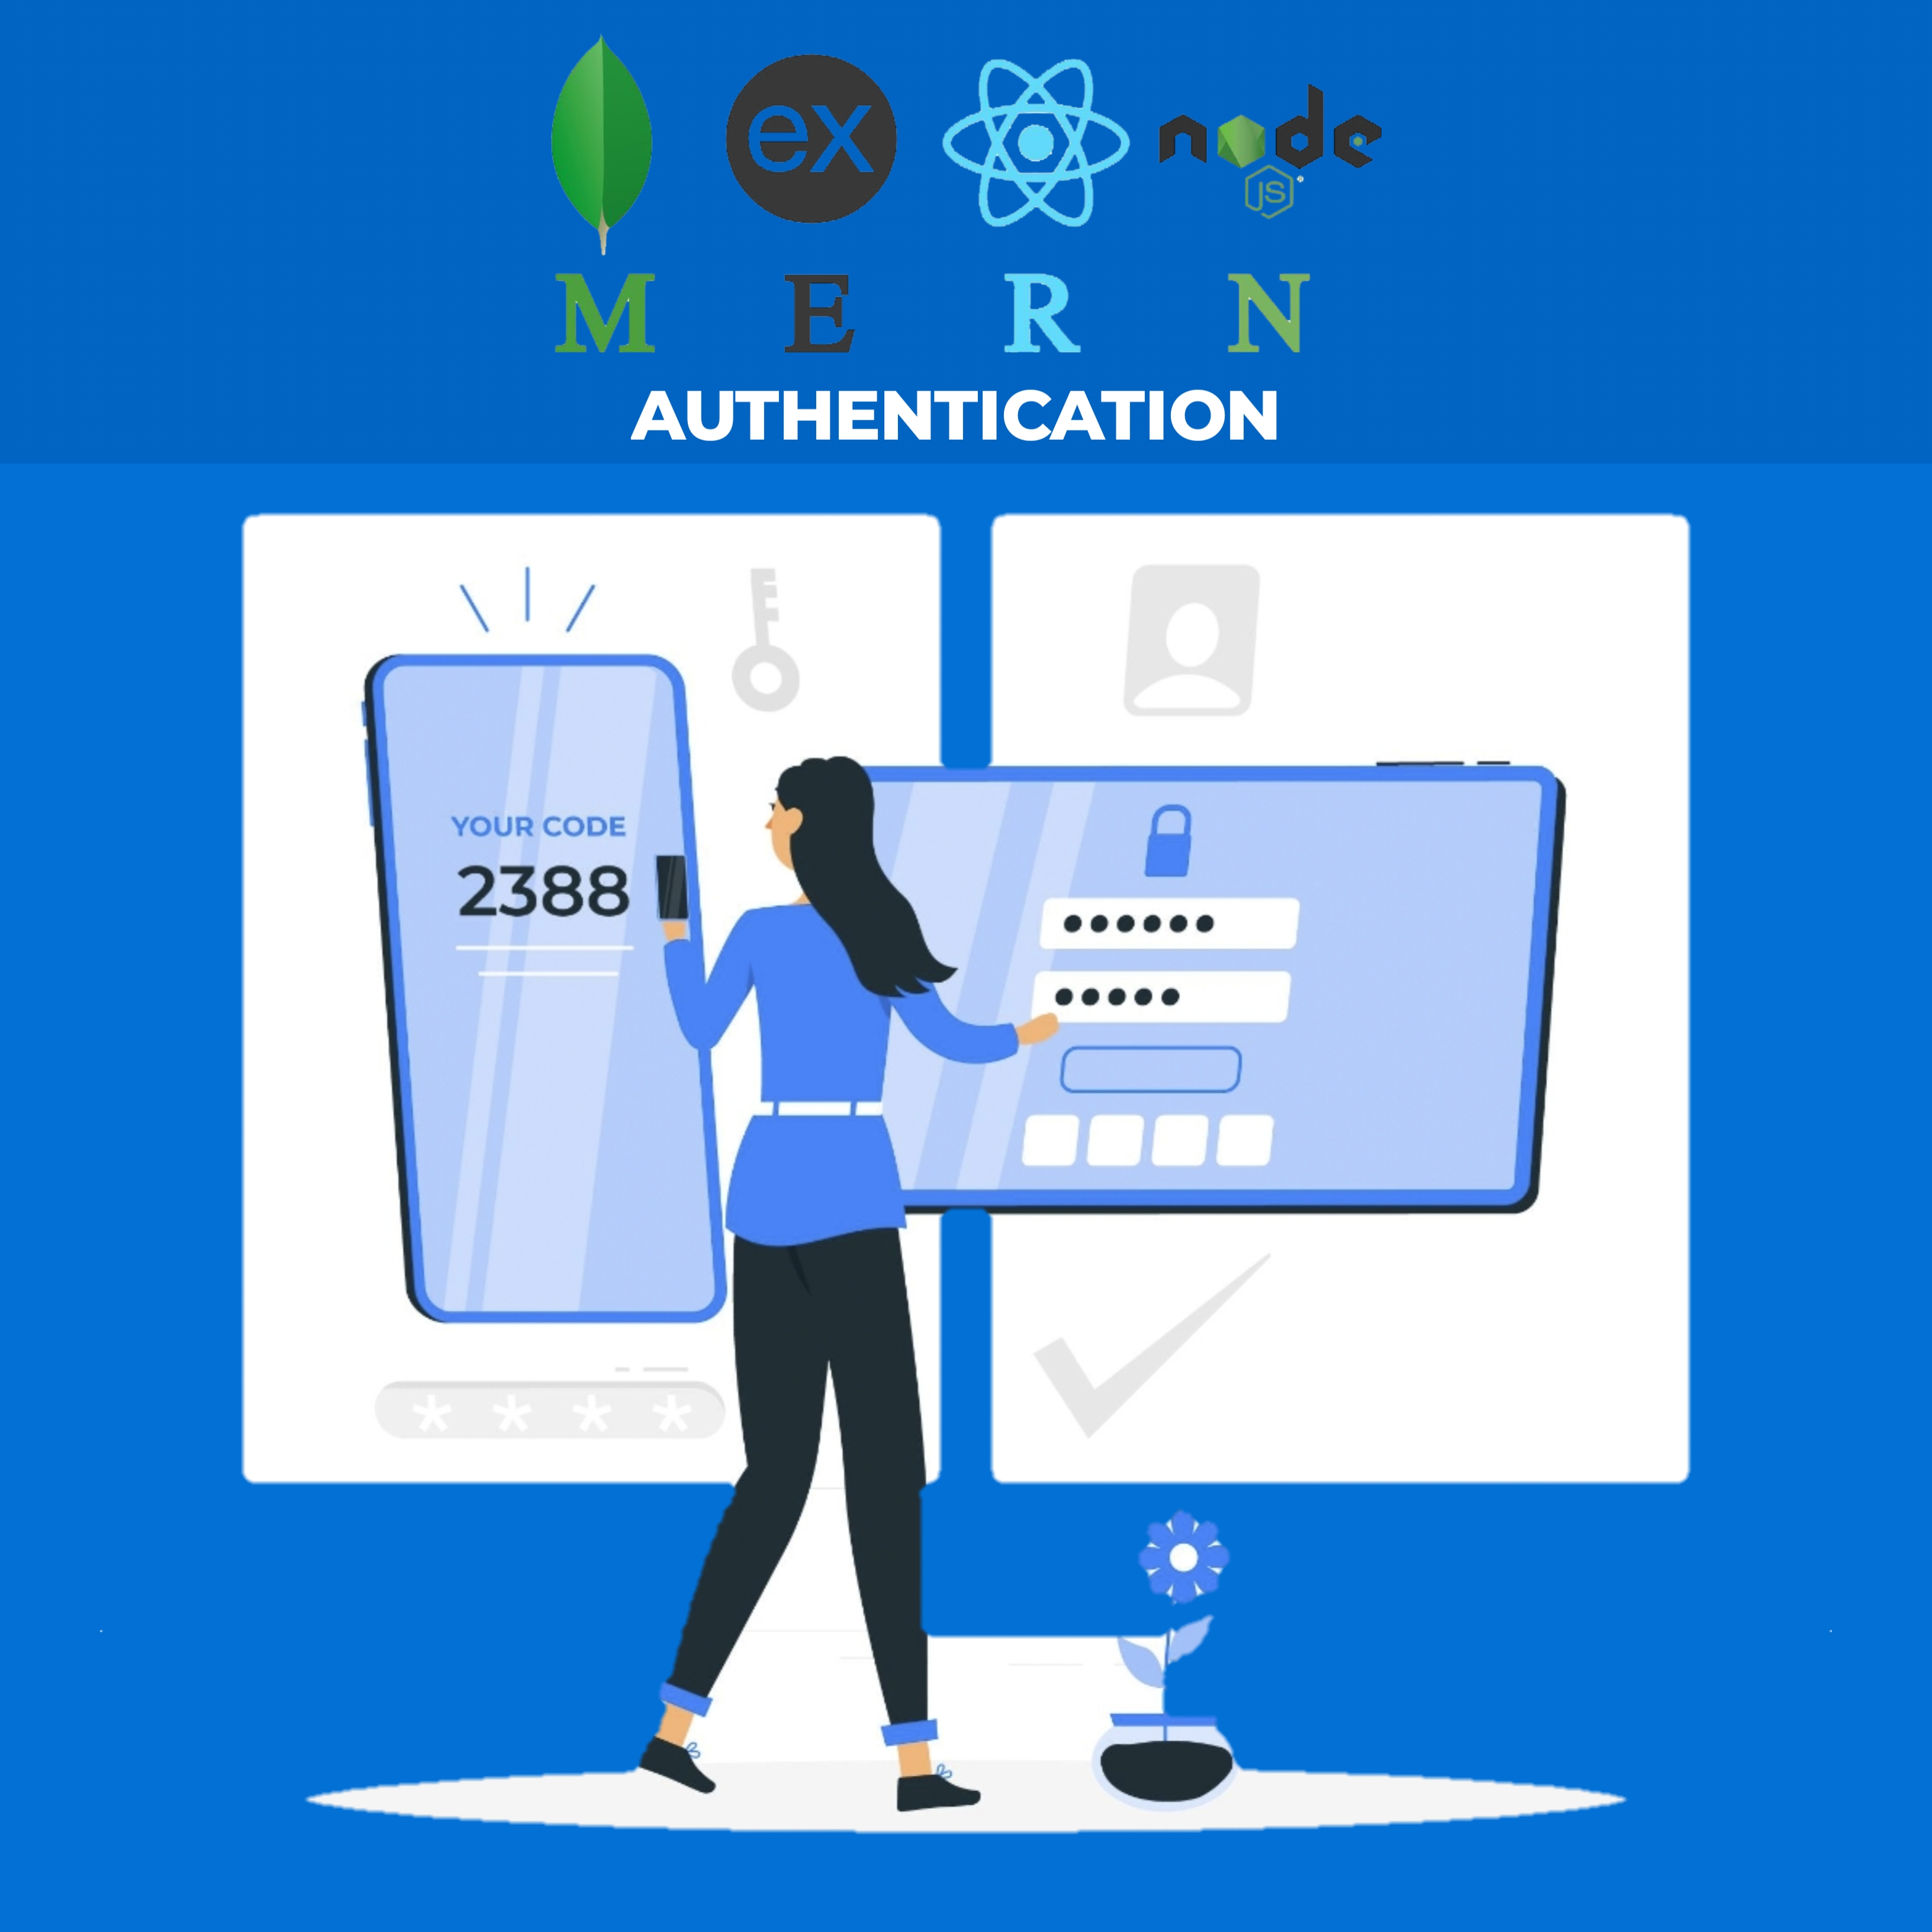 ex
node
JS
M E R N
AUTHENTICATION
YOUR CODE
2388
* * * *